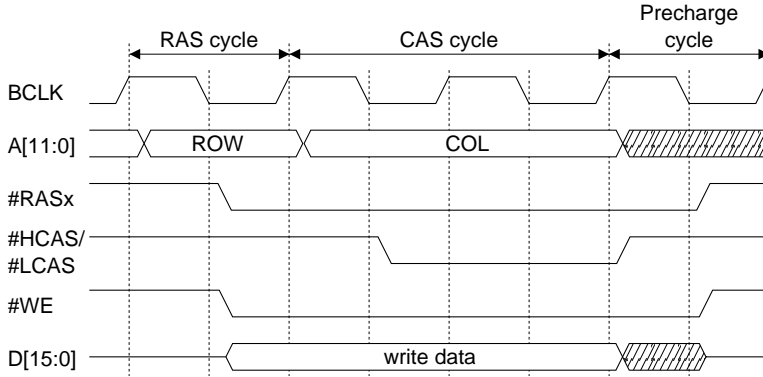 Precharge
RAS cycle CAS cycle cycle
BCLK
A[11:0] ROW COL
#RASx
#HCAS/
#LCAS
#WE
D[15:0] write data